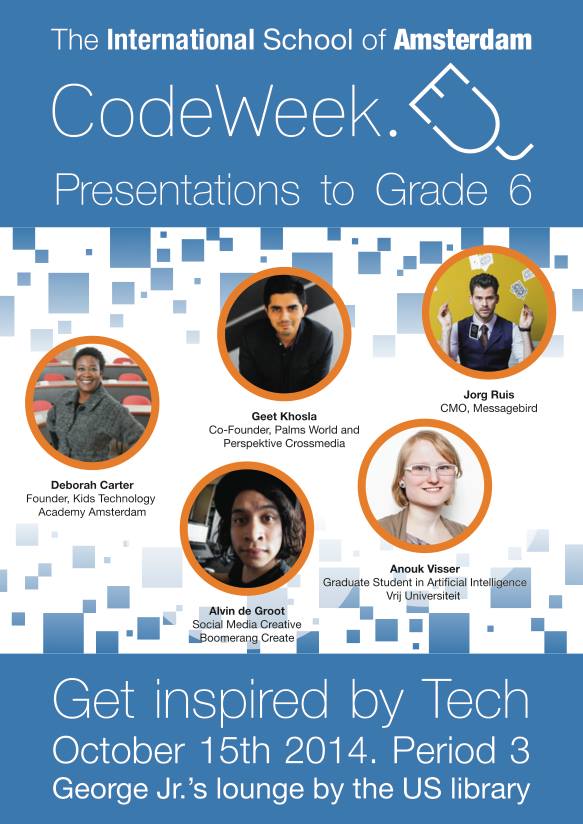 The International School of Amsterdam
CodeWeek.
Presentations to Grade 6
Jorg Ruis
CMO, Messagebird
Geet Khosla
Co-Founder, Palms World and
Perspektive Crossmedia
Deborah Carter
Founder, Kids Technology
Academy Amsterdam
Anouk Visser
Graduate Student in Artificial Intelligence
Vrij Universiteit
Alvin de Groot
Social Media Creative
Boomerang Create
Get inspired by Tech
October 15th 2014. Period 3
George Jr.'s lounge by the US library